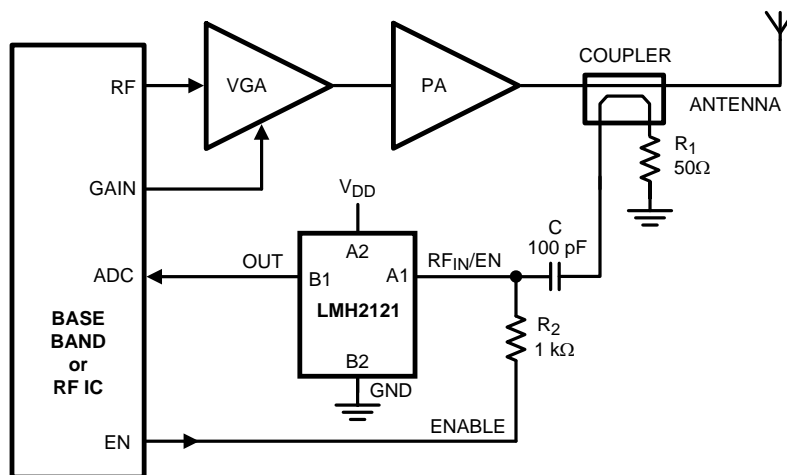 RF
GAIN
ADC
BASE
BAND
or
RF IC
EN
VGA
PA
COUPLER
ANTENNA
R1
50Ω
VDD
C
100 pF
OUT
A2
B1
A1
LMH2121
B2
GND
RFIN/EN
R2
1 kΩ
ENABLE